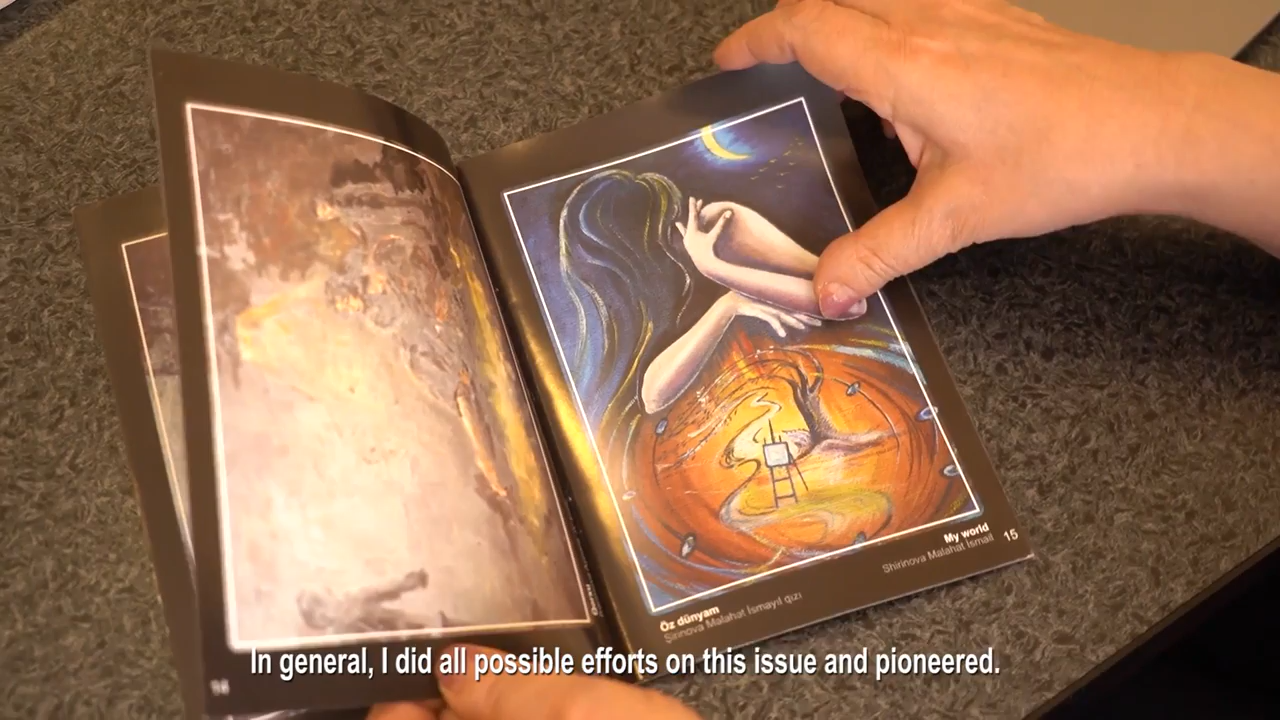 Öz dünyam
Şirinova Malahat İsmayıl qızı
My world
Shirinova Malahat Ismail
15
In general, I did all possible efforts on this issue and pioneered.